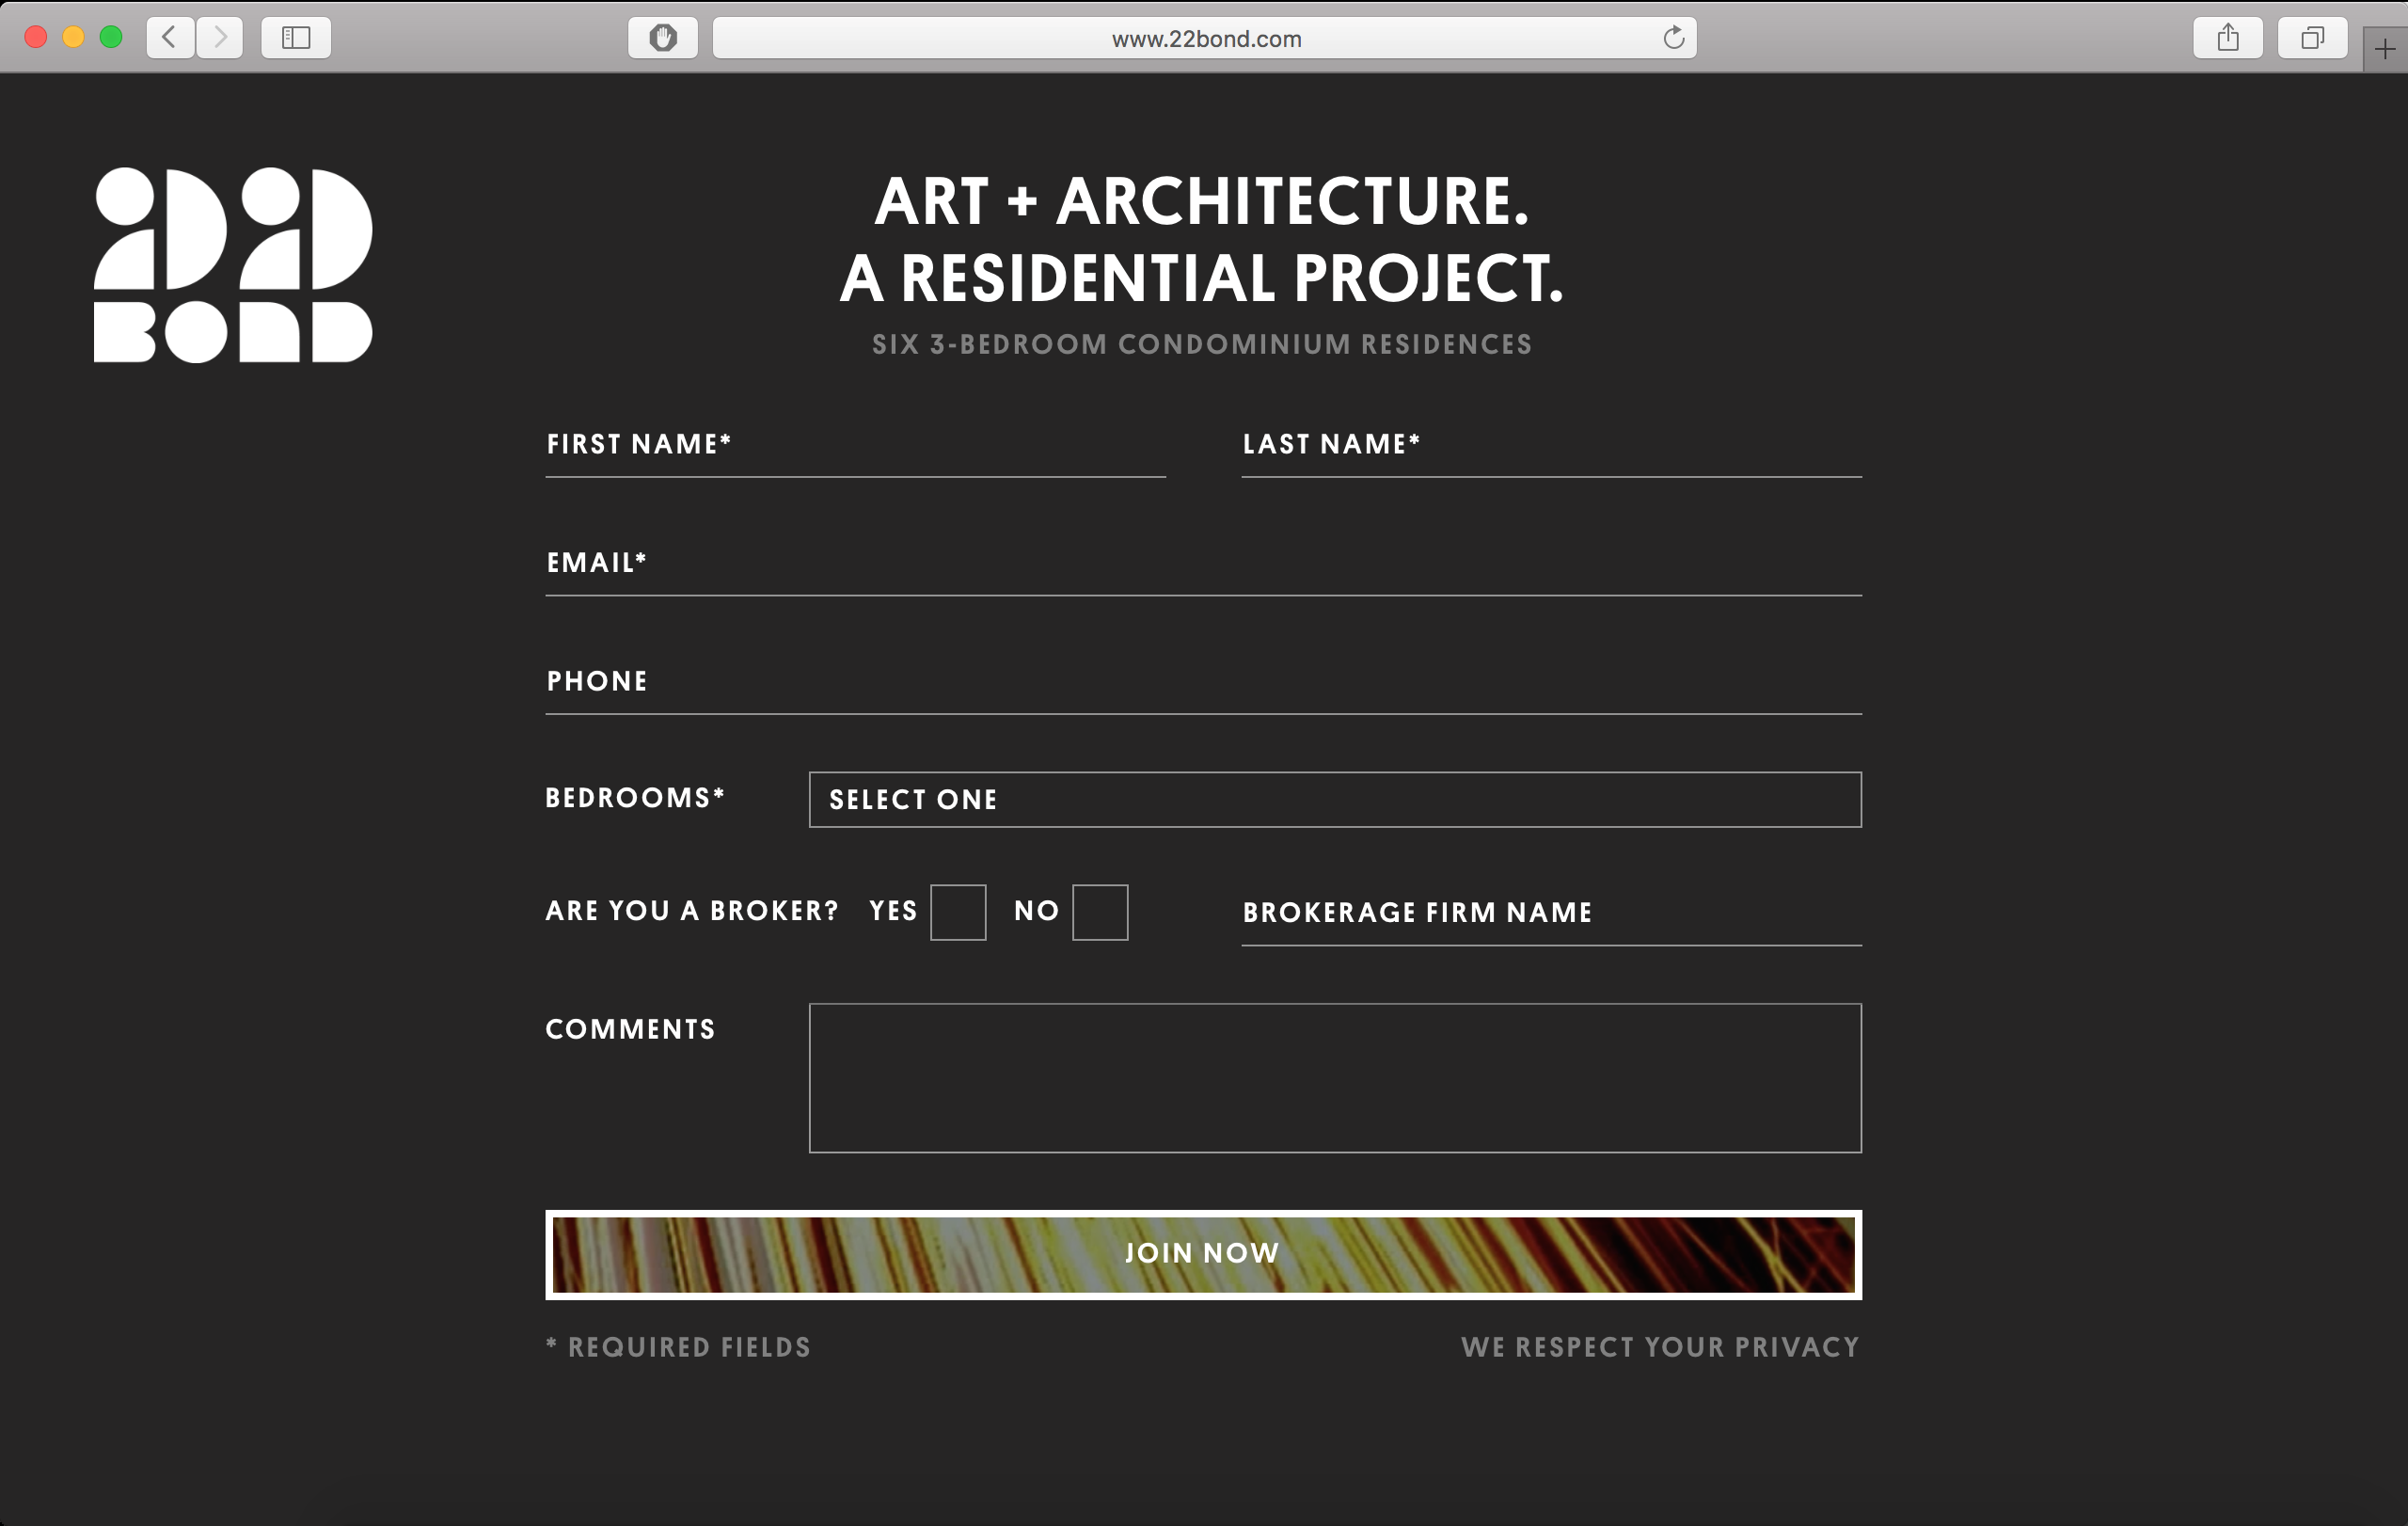 www.22bond.com
22
BOND
ART + ARCHITECTURE.
A RESIDENTIAL PROJECT.
SIX 3-BEDROOM CONDOMINIUM RESIDENCES
FIRST NAME* LAST NAME*
EMAIL*
PHONE
BEDROOMS* SELECT ONE
ARE YOU A BROKER? YES NO BROKERAGE FIRM NAME
COMMENTS
JOIN NOW
* REQUIRED FIELDS WE RESPECT YOUR PRIVACY